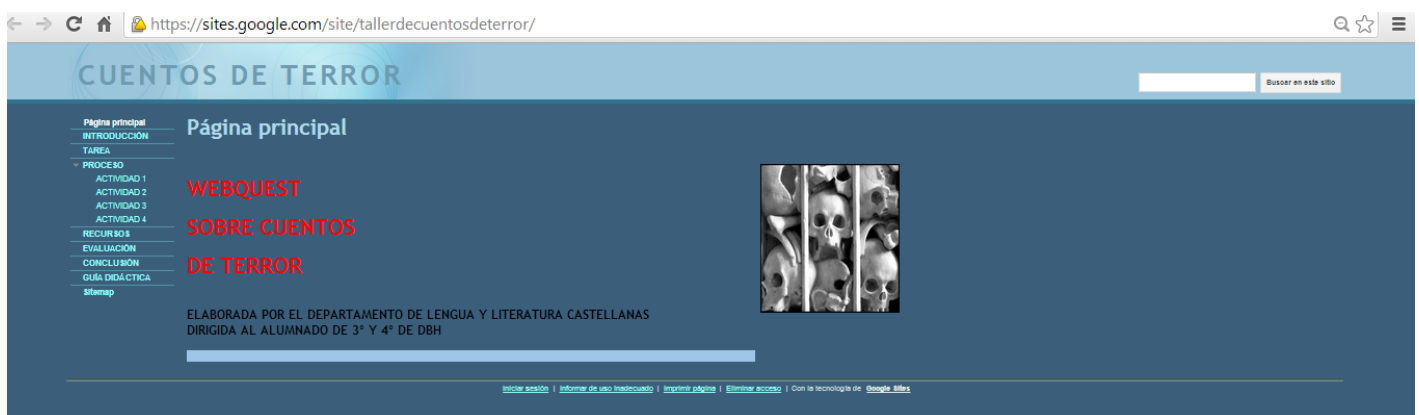 https://sites.google.com/site/tallerdecuentosdeterror/
CUENTOS DE TERROR
Buscar en este sitio
Página principal
INTRODUCCIÓN
TAREA
PROCESO
ACTIVIDAD 1
ACTIVIDAD 2
ACTIVIDAD 3
ACTIVIDAD 4
RECURSOS
EVALUACIÓN
CONCLUSIÓN
GUÍA DIDÁCTICA
Sitemap
Página principal
WEBQUEST
SOBRE CUENTOS
DE TERROR
ELABORADA POR EL DEPARTAMENTO DE LENGUA Y LITERATURA CASTELLANAS
DIRIGIDA AL ALUMNADO DE 3º Y 4º DE DBH
Iniciar sesión | Informar de uso inadecuado | Imprimir página | Eliminar acceso | Con la tecnología de Google Sites